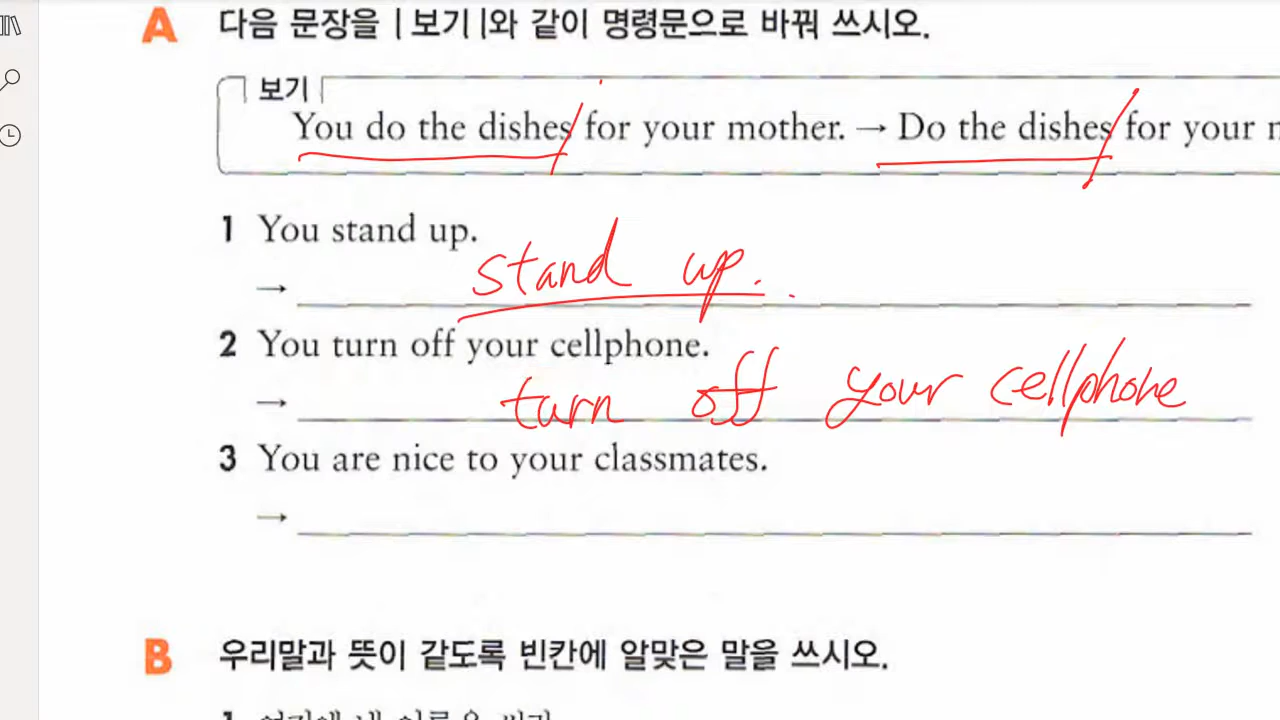 A 다음 문장을 | 보기 |와 같이 명령문으로 바꿔 쓰시오.
보기
You do the dishes for your mother. → Do the dishes for your
1 You stand up.
→ stand up.
2 You turn off your cellphone.
→ turn off your cellphone
3 You are nice to your classmates.
→
B 우리말과 뜻이 같도록 빈칸에 알맞은 말을 쓰시오.